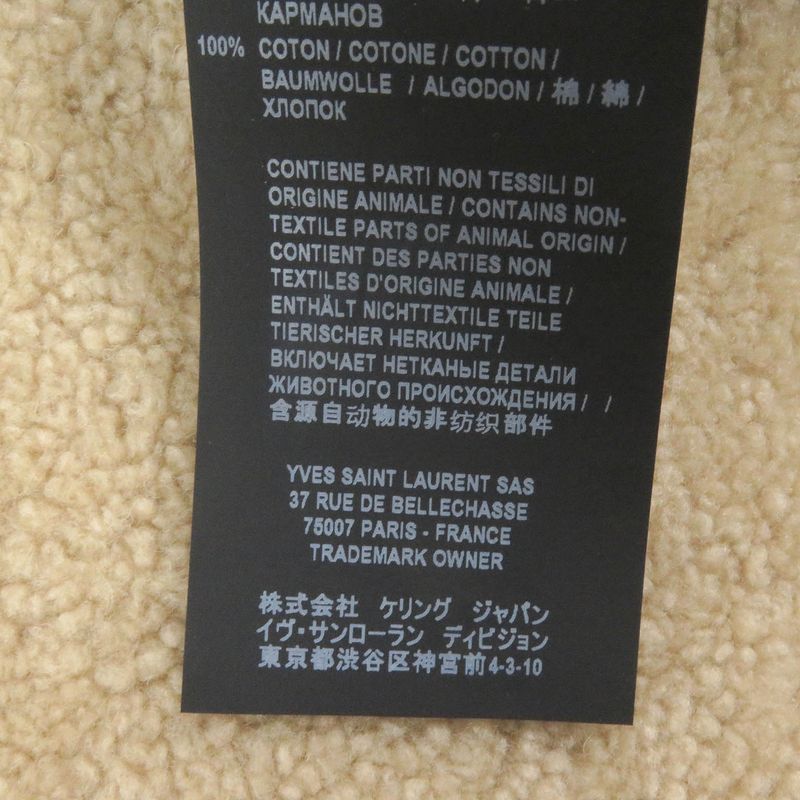 КАРМАНОВ
100% COTON / COTONE / COTTON /
BAUMWOLLE / ALGODON / 棉 / 綿 /
ХЛОПОК
CONTIENE PARTI NON TESSILI DI
ORIGINE ANIMALE / CONTAINS NON-
TEXTILE PARTS OF ANIMAL ORIGIN /
CONTIENT DES PARTIES NON
TEXTILES D'ORIGINE ANIMALE /
ENTHÄLT NICHTTEXTILE TEILE
TIERISCHER HERKUNFT /
ВКЛЮЧАЕТ НЕТКАНЫЕ ДЕТАЛИ
ЖИВОТНОГО ПРОИСХОЖДЕНИЯ / /
含源自动物的非纺织部件
YVES SAINT LAURENT SAS
37 RUE DE BELLECHASSE
75007 PARIS - FRANCE
TRADEMARK OWNER
株式会社 ケリング ジャパン
イヴ・サンローラン ディビジョン
東京都渋谷区神宮前4-3-10